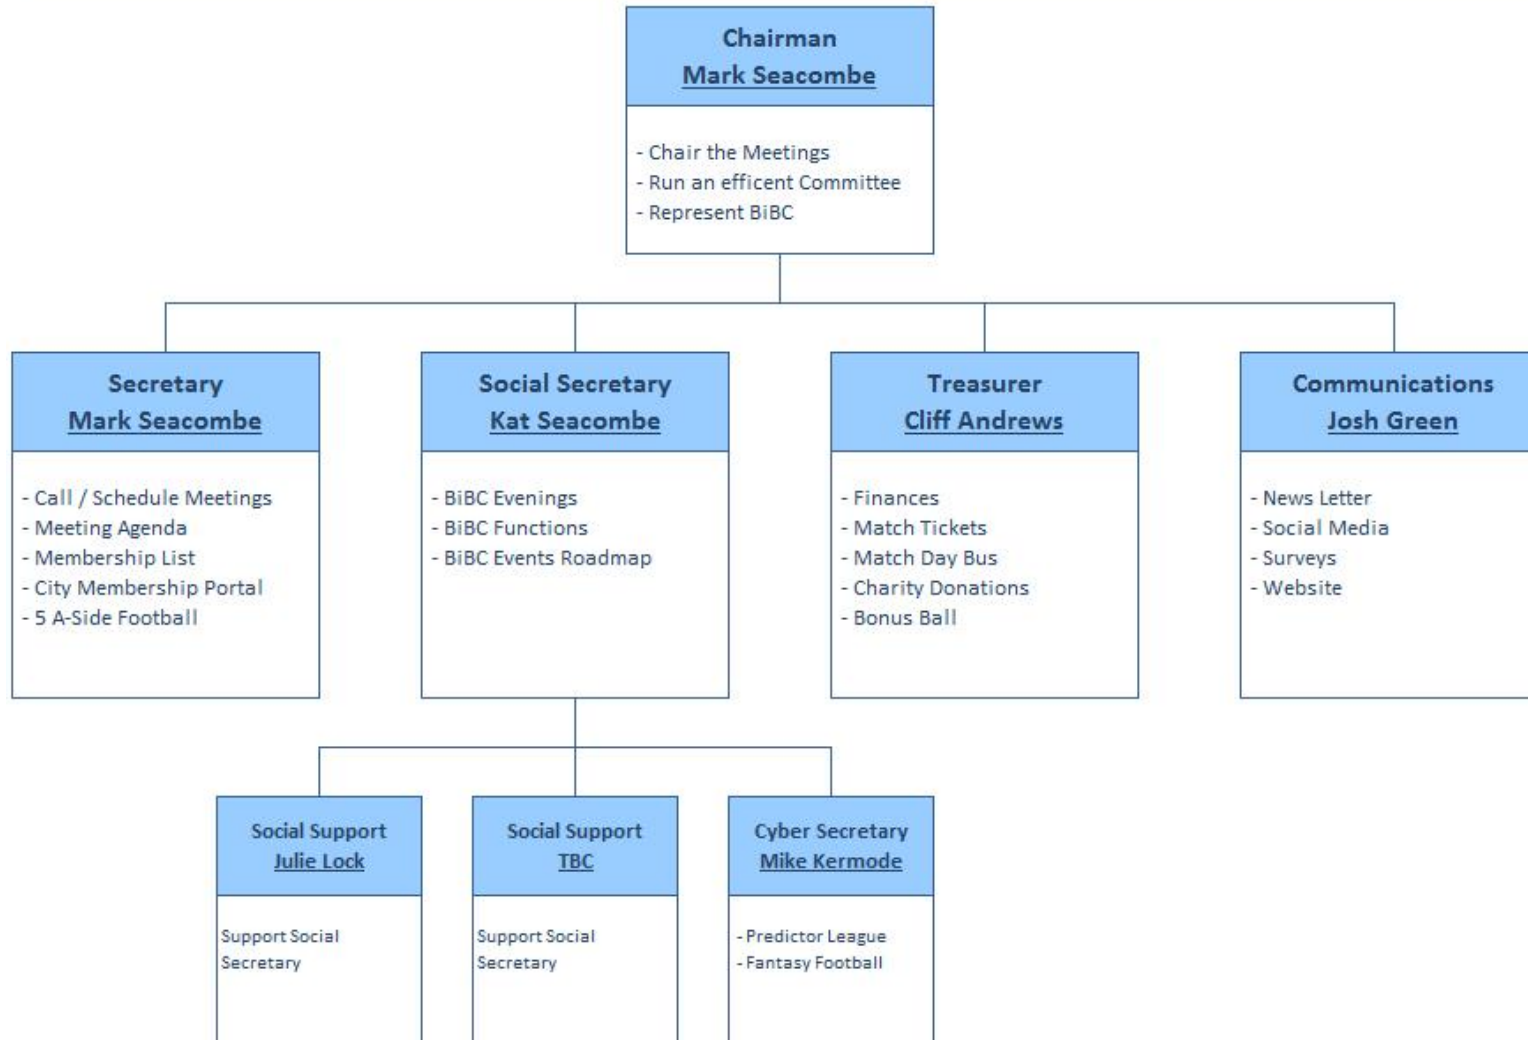 Chairman
Mark Seacombe
- Chair the Meetings
- Run an efficent Committee
- Represent BiBC
Secretary
Mark Seacombe
- Call / Schedule Meetings
- Meeting Agenda
- Membership List
- City Membership Portal
- 5 A-Side Football
Social Secretary
Kat Seacombe
- BiBC Evenings
- BiBC Functions
- BiBC Events Roadmap
Treasurer
Cliff Andrews
- Finances
- Match Tickets
- Match Day Bus
- Charity Donations
- Bonus Ball
Communications
Josh Green
- News Letter
- Social Media
- Surveys
- Website
Social Support
Julie Lock
Support Social
Secretary
Social Support
TBC
Support Social
Secretary
Cyber Secretary
Mike Kermode
- Predictor League
- Fantasy Football